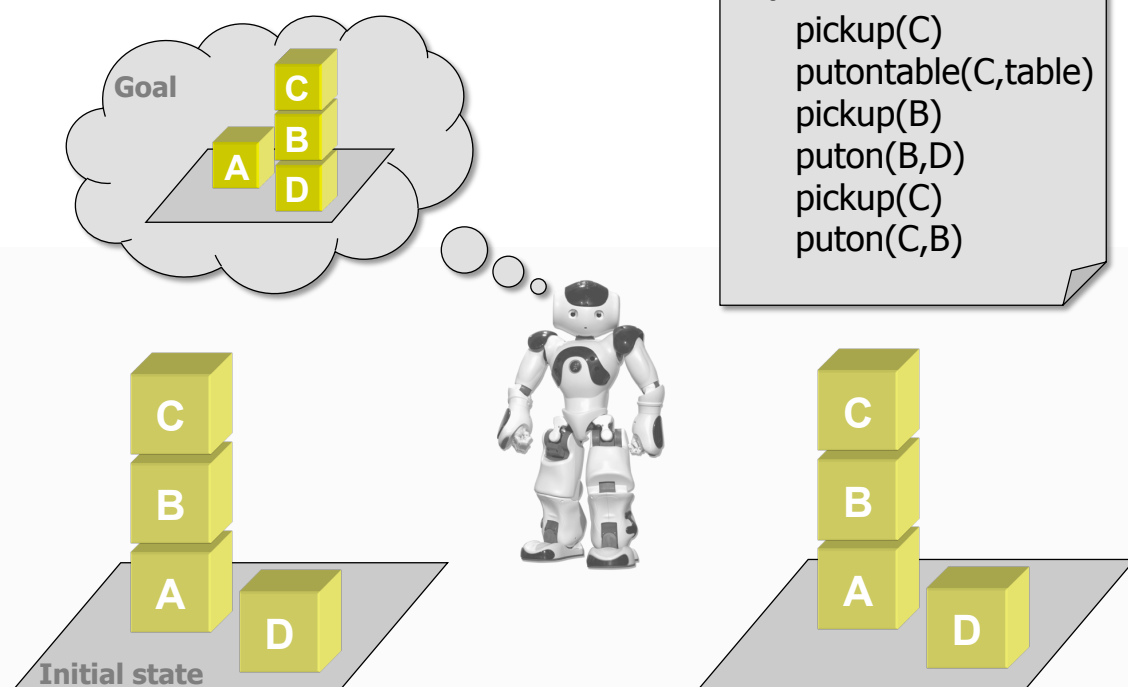 Goal
C
B
A
D
pickup(C)
putontable(C,table)
pickup(B)
puton(B,D)
pickup(C)
puton(C,B)
C
B
A
D
Initial state
C
B
A
D